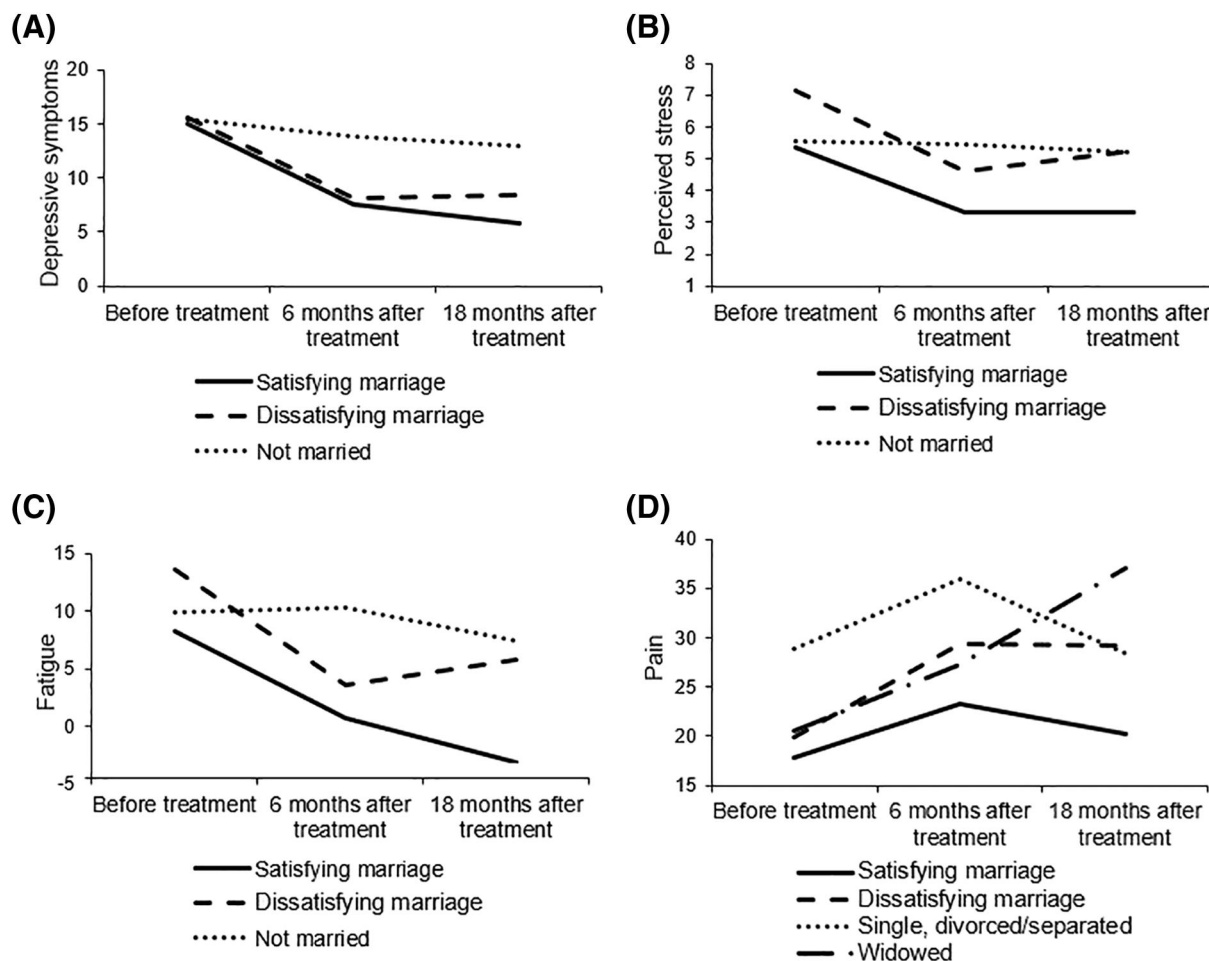 (A)
Depressive symptoms
20
15
10
5
0
Before treatment
6 months after
treatment
18 months after
treatment
Satisfying marriage
Dissatisfying marriage
Not married
(B)
Perceived stress
8
7
6
5
4
3
2
1
Before treatment
6 months after
treatment
18 months after
treatment
Satisfying marriage
Dissatisfying marriage
Not married
(C)
Fatigue
15
10
5
0
-5
Before treatment
6 months after
treatment
18 months after
treatment
Satisfying marriage
Dissatisfying marriage
Not married
(D)
Pain
40
35
30
25
20
15
Before treatment
6 months after
treatment
18 months after
treatment
Satisfying marriage
Dissatisfying marriage
Single, divorced/separated
Widowed